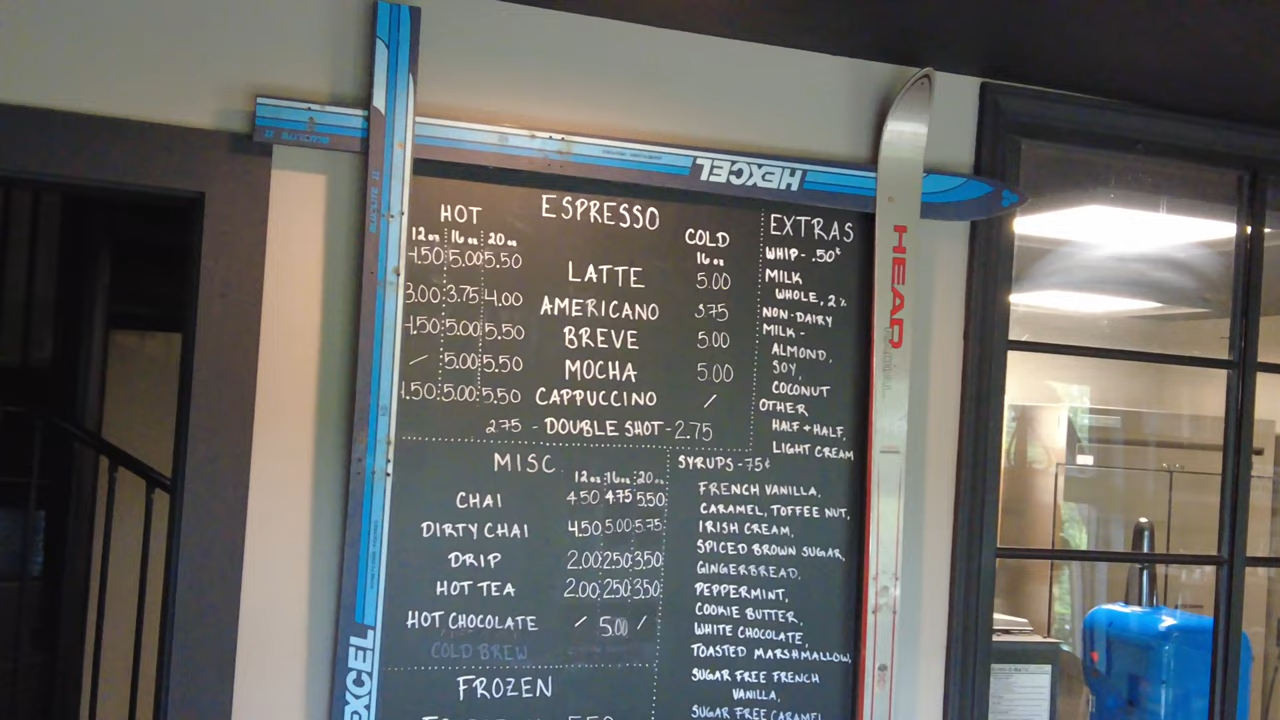 HEXCEL
HEAD
HEXCEL
ESPRESSO
HOT
12oz 16oz 20oz
COLD
16oz
4.50 5.00 5.50 LATTE 5.00
3.00 3.75 4.00 AMERICANO 3.75
4.50 5.00 5.50 BREVE 5.00
/ 5.00 5.50 MOCHA 5.00
4.50 5.00 5.50 CAPPUCCINO /
2.75 - DOUBLE SHOT - 2.75
EXTRAS
WHIP - .50¢
MILK
WHOLE, 2%
NON-DAIRY
MILK -
ALMOND,
SOY,
COCONUT
OTHER
HALF + HALF,
LIGHT CREAM
MISC.
12oz 16oz 20oz
CHAI 4.50 4.75 5.50
DIRTY CHAI 4.50 5.00 5.75
DRIP 2.00 2.50 3.50
HOT TEA 2.00 2.50 3.50
HOT CHOCOLATE / 5.00 /
COLD BREW
SYRUPS - 75¢
FRENCH VANILLA,
CARAMEL, TOFFEE NUT,
IRISH CREAM,
SPICED BROWN SUGAR,
GINGERBREAD,
PEPPERMINT,
COOKIE BUTTER,
WHITE CHOCOLATE,
TOASTED MARSHMALLOW,
SUGAR FREE FRENCH
VANILLA,
SUGAR FREE CARAMEL
FROZEN